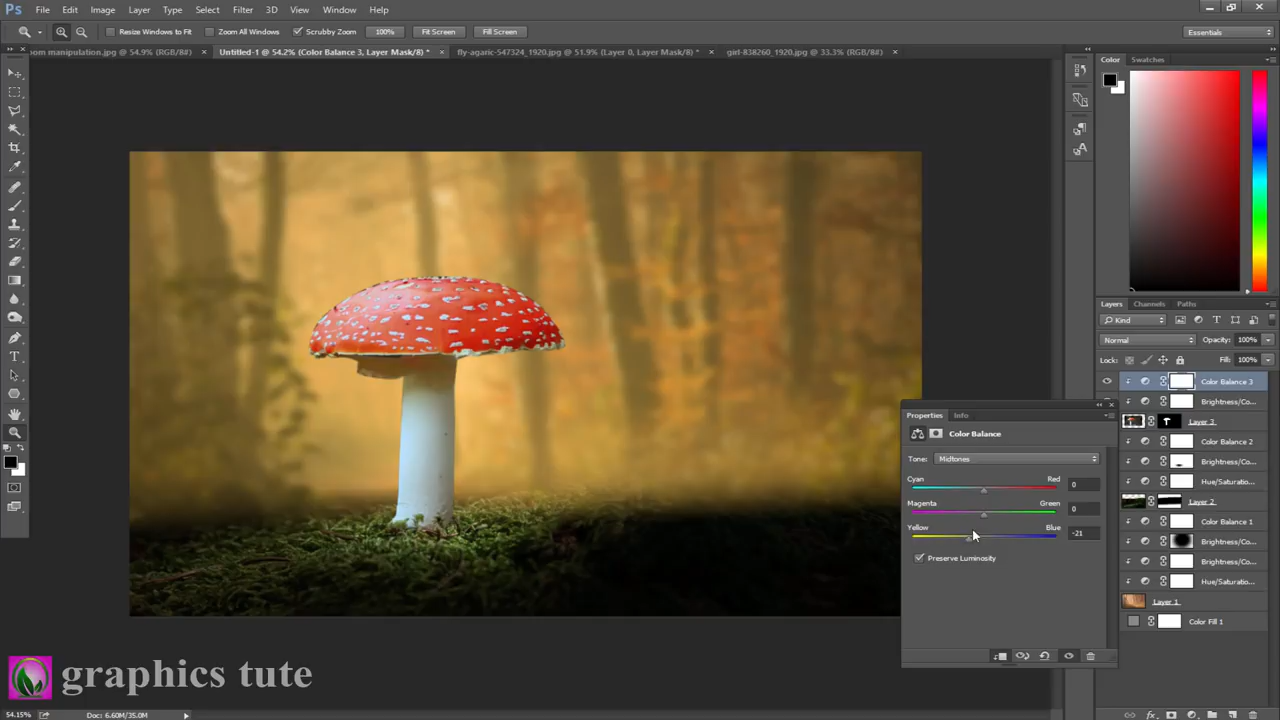 Ps File Edit Image Layer Type Select Filter 3D View Window Help
Resize Windows to Fit Zoom All Windows Scrubby Zoom 100% Fit Screen Fill Screen Essentials
oom manipulation.jpg @ 54.9% (RGB/8#) × Untitled-1 @ 54.2% (Color Balance 3, Layer Mask/8) * × fly-agaric-547324_1920.jpg @ 51.9% (Layer 0, Layer Mask/8) * × girl-838260_1920.jpg @ 33.3% (RGB/8#) ×
Color Swatches
Layers Channels Paths
Kind
Normal Opacity: 100%
Lock: Fill: 100%
Color Balance 3
Brightness/Co...
Layer 3
Color Balance 2
Brightness/Co...
Hue/Saturatio...
Layer 2
Color Balance 1
Brightness/Co...
Brightness/Co...
Hue/Saturatio...
Layer 1
Color Fill 1
Properties Info
Color Balance
Tone: Midtones
Cyan Red 0
Magenta Green 0
Yellow Blue -21
Preserve Luminosity
graphics tute
54.15% Doc: 6.60M/35.0M